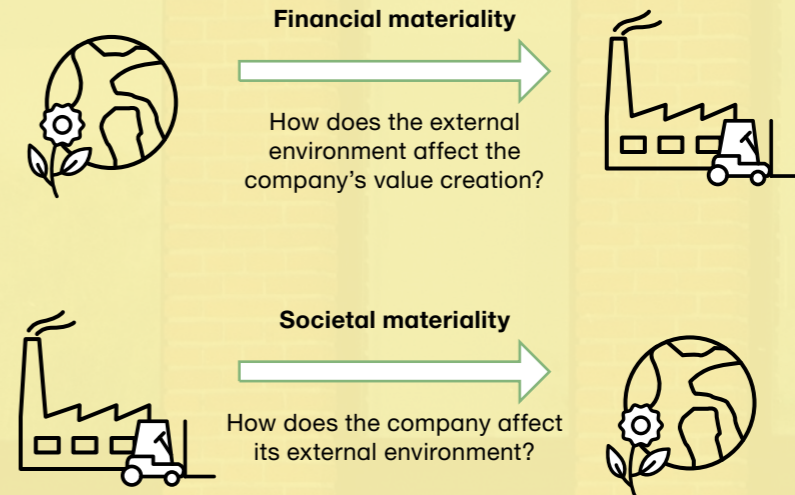 Financial materiality
How does the external
environment affect the
company's value creation?
Societal materiality
How does the company affect
its external environment?